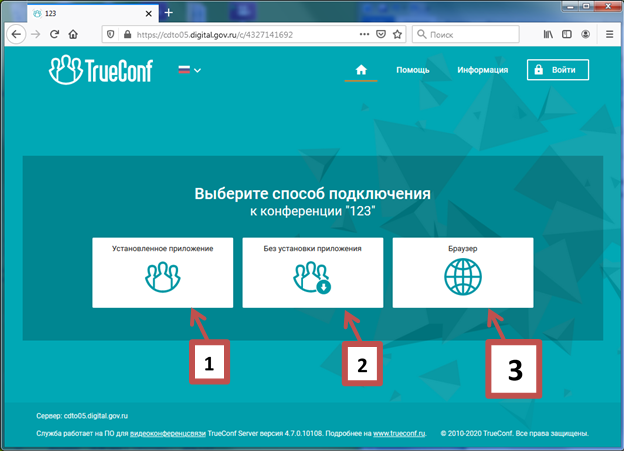 123
https://cdto05.digital.gov.ru/c/4327141692
Поиск
TrueConf
Помощь
Информация
Войти
Выберите способ подключения
к конференции "123"
Установленное приложение
Без установки приложения
Браузер
1
2
3
Сервер: cdto05.digital.gov.ru
Служба работает на ПО для видеоконференцсвязи TrueConf Server версия 4.7.0.10108. Подробнее на www.trueconf.ru.
© 2010-2020 TrueConf. Все права защищены.